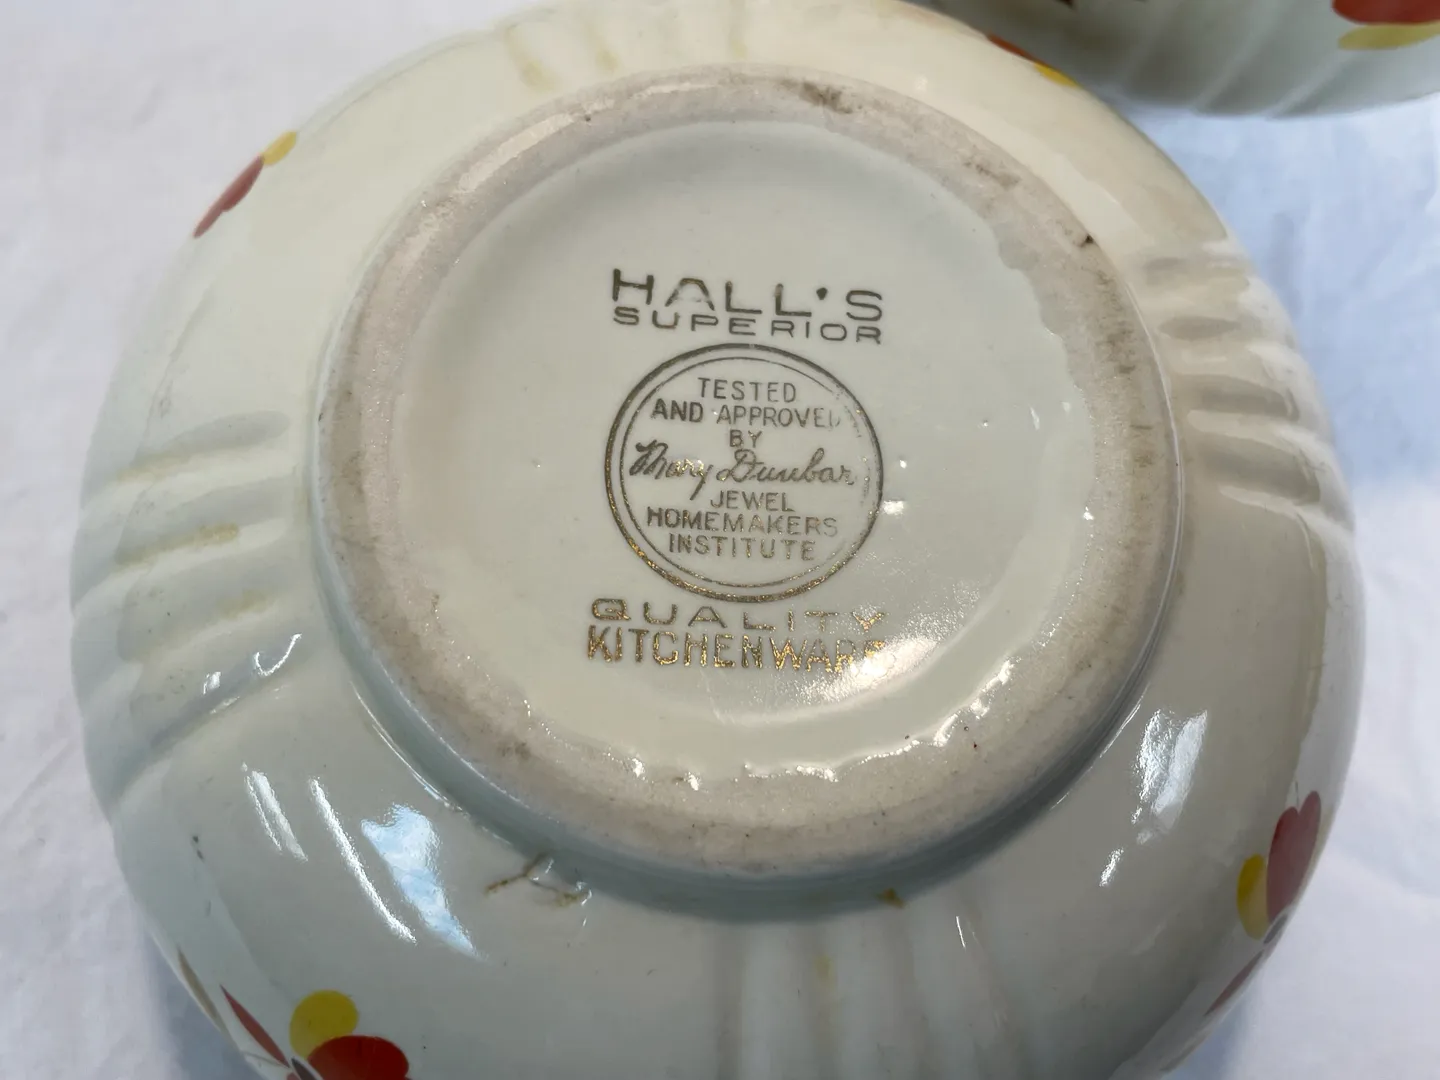 HALL'S
SUPERIOR
TESTED
AND APPROVED
BY
Mary Dunbar
JEWEL
HOMEMAKERS
INSTITUTE
QUALITY
KITCHENWARE